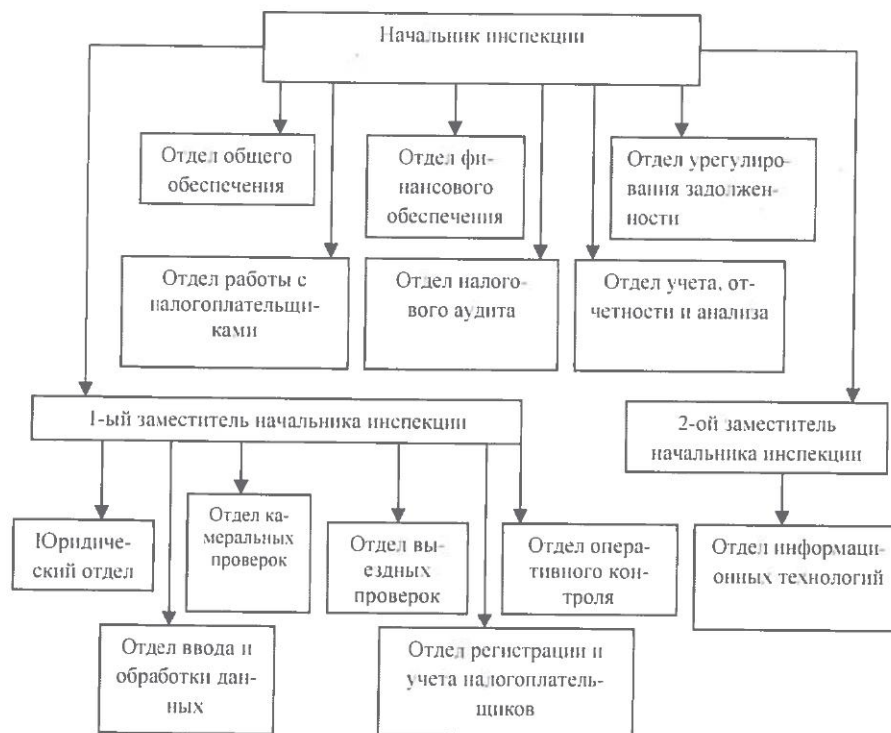 Начальник инспекции
Отдел общего
обеспечения
Отдел фи-
нансового
обеспечения
Отдел урегулиро-
вания задолжен-
ности
Отдел работы с
налогоплательщи-
ками
Отдел налого-
вого аудита
Отдел учета, от-
четности и анализа
1-ый заместитель начальника инспекции
2-ой заместитель
начальника инспекции
Юридиче-
ский отдел
Отдел ка-
меральных
проверок
Отдел вы-
ездных
проверок
Отдел опера-
тивного кон-
троля
Отдел информаци-
онных технологий
Отдел ввода и
обработки дан-
ных
Отдел регистрации и
учета налогоплатель-
щиков